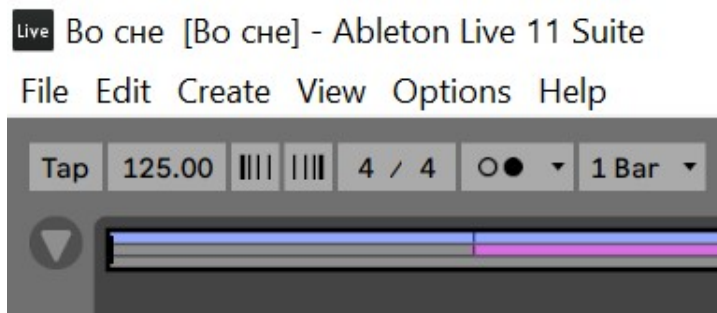 Live Во сне [Во сне] - Ableton Live 11 Suite
File Edit Create View Options Help
Tap 125.00 4 / 4 1 Bar